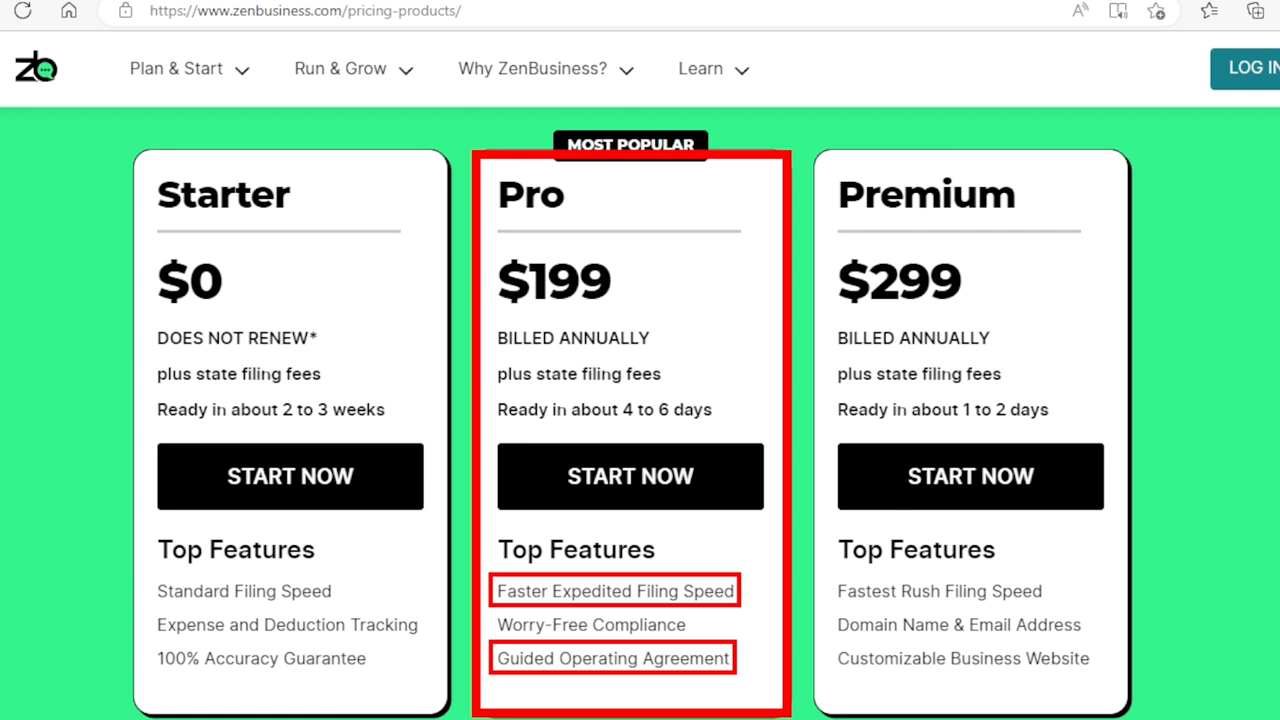 https://www.zenbusiness.com/pricing-products/
zb
Plan & Start
Run & Grow
Why ZenBusiness?
Learn
LOG IN
MOST POPULAR
Starter
$0
DOES NOT RENEW*
plus state filing fees
Ready in about 2 to 3 weeks
START NOW
Top Features
Standard Filing Speed
Expense and Deduction Tracking
100% Accuracy Guarantee
Pro
$199
BILLED ANNUALLY
plus state filing fees
Ready in about 4 to 6 days
START NOW
Top Features
Faster Expedited Filing Speed
Worry-Free Compliance
Guided Operating Agreement
Premium
$299
BILLED ANNUALLY
plus state filing fees
Ready in about 1 to 2 days
START NOW
Top Features
Fastest Rush Filing Speed
Domain Name & Email Address
Customizable Business Website